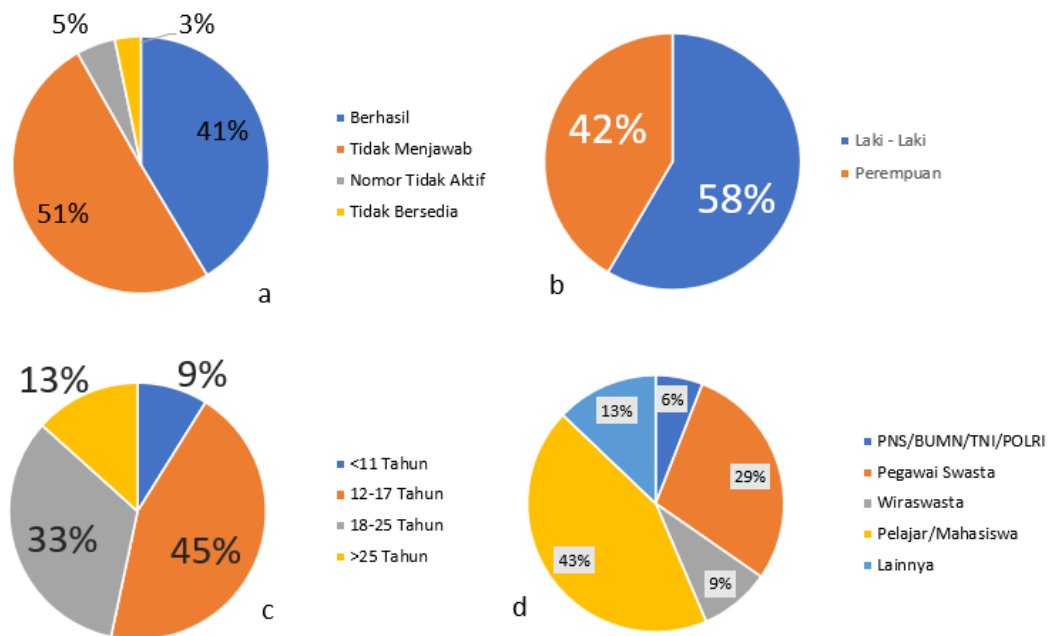 5%
3%
41%
51%
Berhasil
Tidak Menjawab
Nomor Tidak Aktif
Tidak Bersedia
a
42%
58%
Laki - Laki
Perempuan
b
13%
9%
33%
45%
<11 Tahun
12-17 Tahun
18-25 Tahun
>25 Tahun
c
13%
6%
29%
43%
9%
PNS/BUMN/TNI/POLRI
Pegawai Swasta
Wiraswasta
Pelajar/Mahasiswa
Lainnya
d